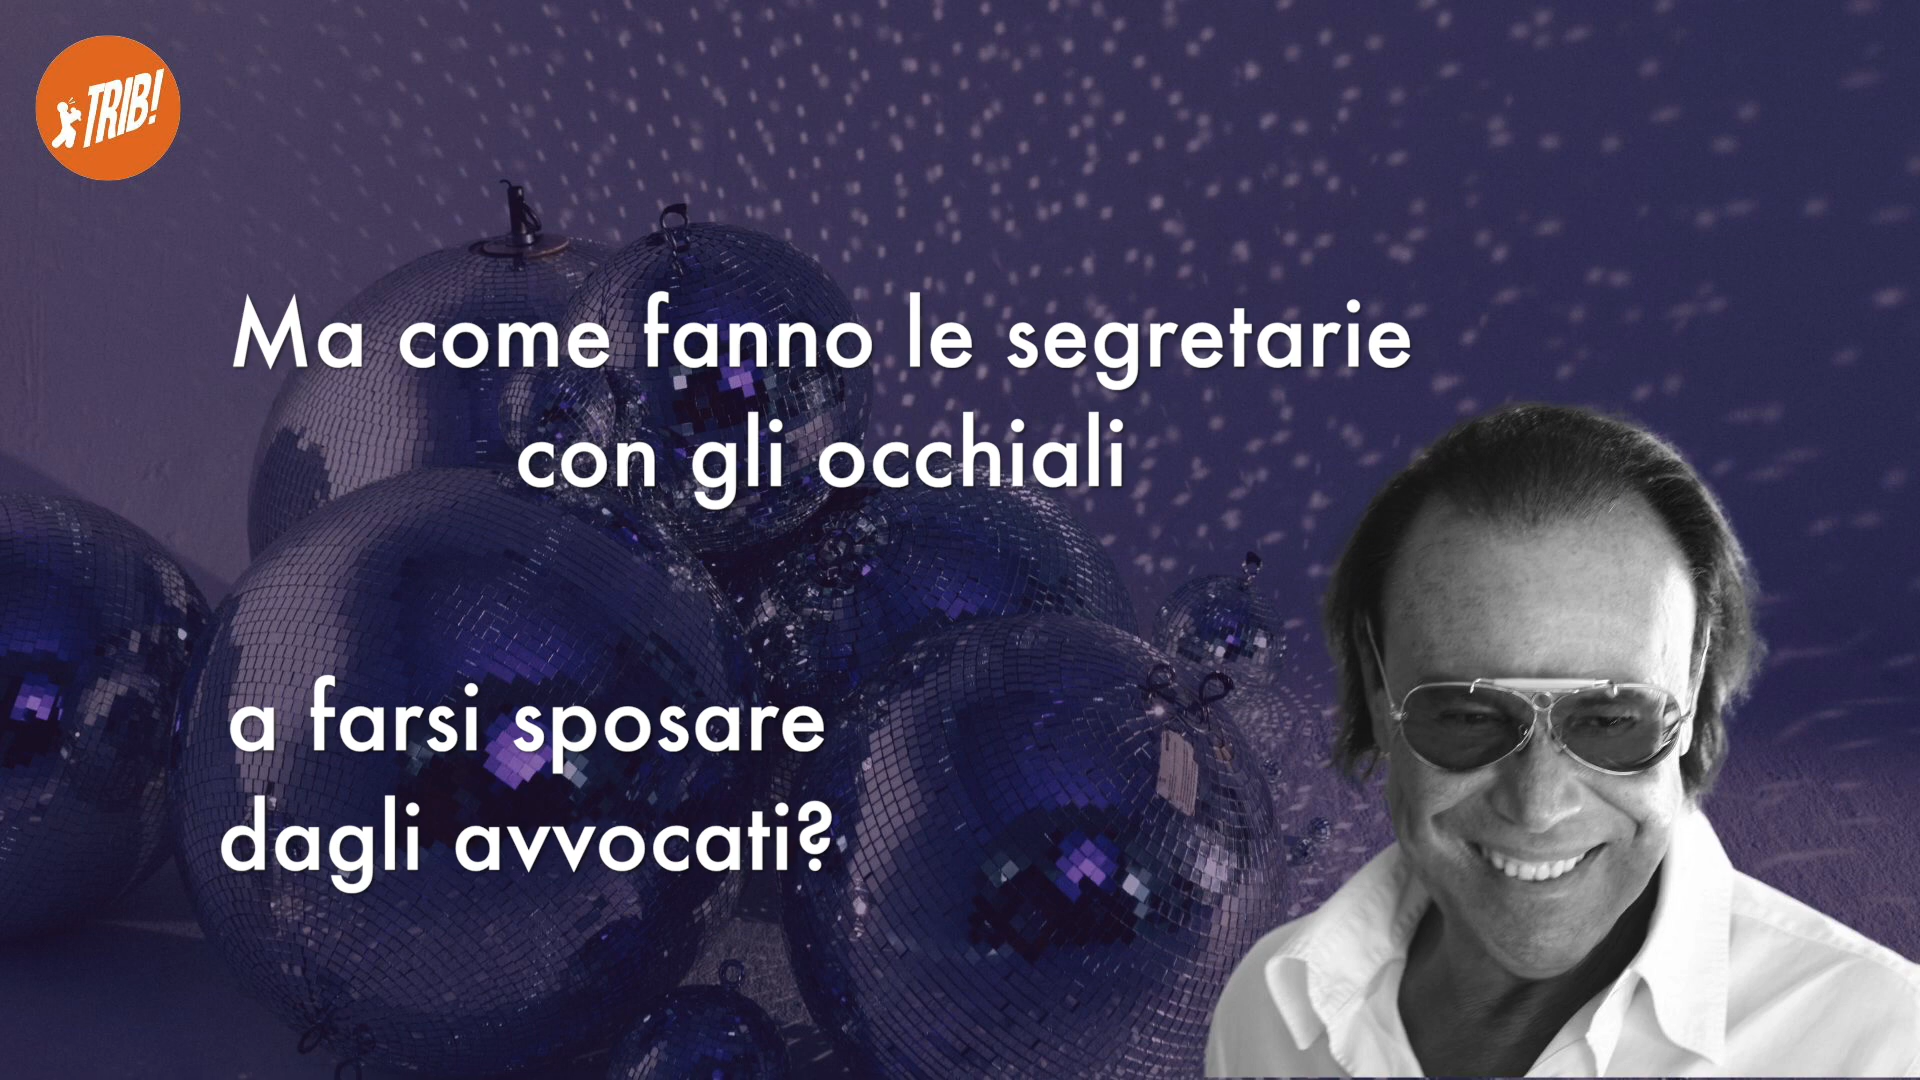 TRIB!
Ma come fanno le segretarie
con gli occhiali
a farsi sposare
dagli avvocati?